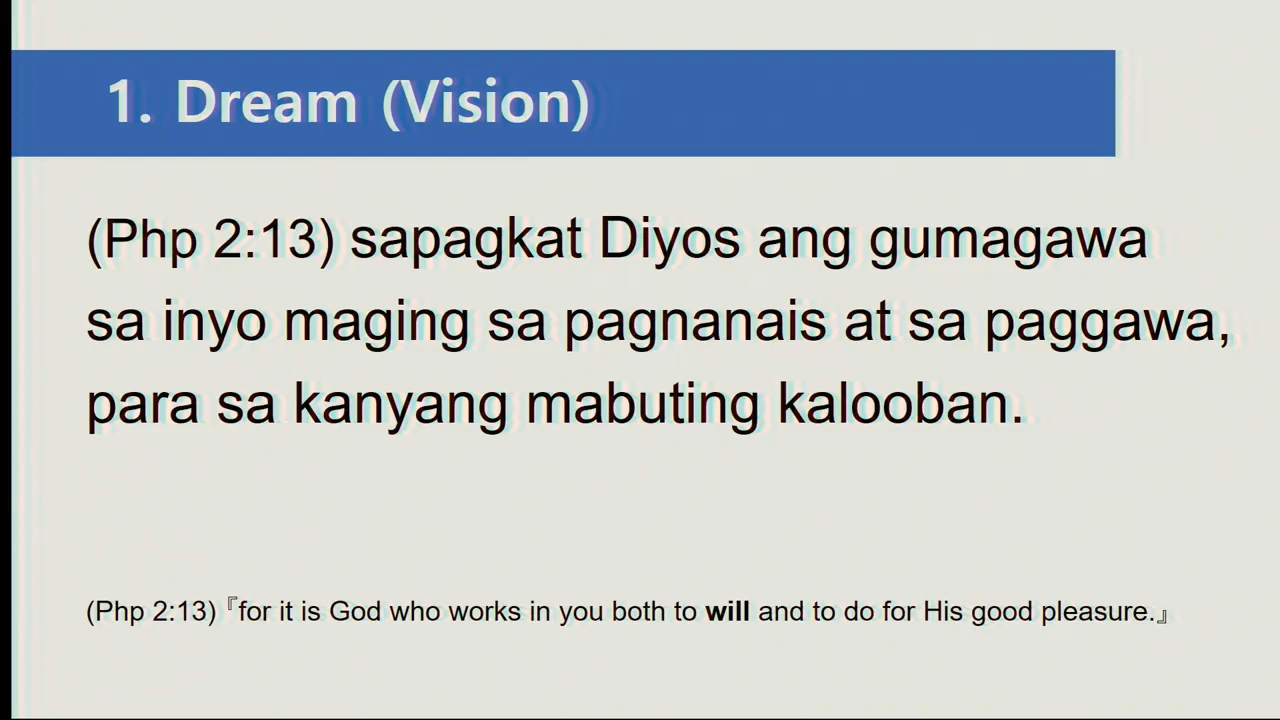 1. Dream (Vision)
(Php 2:13) sapagkat Diyos ang gumagawa
sa inyo maging sa pagnanais at sa paggawa,
para sa kanyang mabuting kalooban.
(Php 2:13)『for it is God who works in you both to will and to do for His good pleasure.』